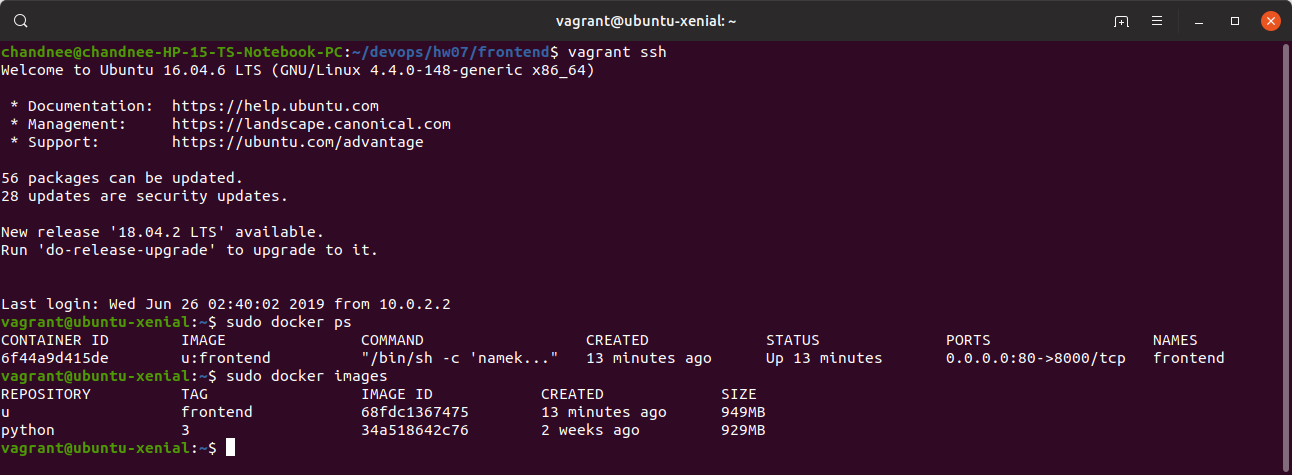 vagrant@ubuntu-xenial: ~
chandnee@chandnee-HP-15-TS-Notebook-PC:~/devops/hw07/frontend$ vagrant ssh
Welcome to Ubuntu 16.04.6 LTS (GNU/Linux 4.4.0-148-generic x86_64)
* Documentation: https://help.ubuntu.com
* Management: https://landscape.canonical.com
* Support: https://ubuntu.com/advantage
56 packages can be updated.
28 updates are security updates.
New release '18.04.2 LTS' available.
Run 'do-release-upgrade' to upgrade to it.
Last login: Wed Jun 26 02:40:02 2019 from 10.0.2.2
vagrant@ubuntu-xenial:~$ sudo docker ps
CONTAINER ID IMAGE COMMAND CREATED STATUS PORTS NAMES
6f44a9d415de u:frontend "/bin/sh -c 'namek..." 13 minutes ago Up 13 minutes 0.0.0.0:80->8000/tcp frontend
vagrant@ubuntu-xenial:~$ sudo docker images
REPOSITORY TAG IMAGE ID CREATED SIZE
u frontend 68fdc1367475 13 minutes ago 949MB
python 3 34a518642c76 2 weeks ago 929MB
vagrant@ubuntu-xenial:~$